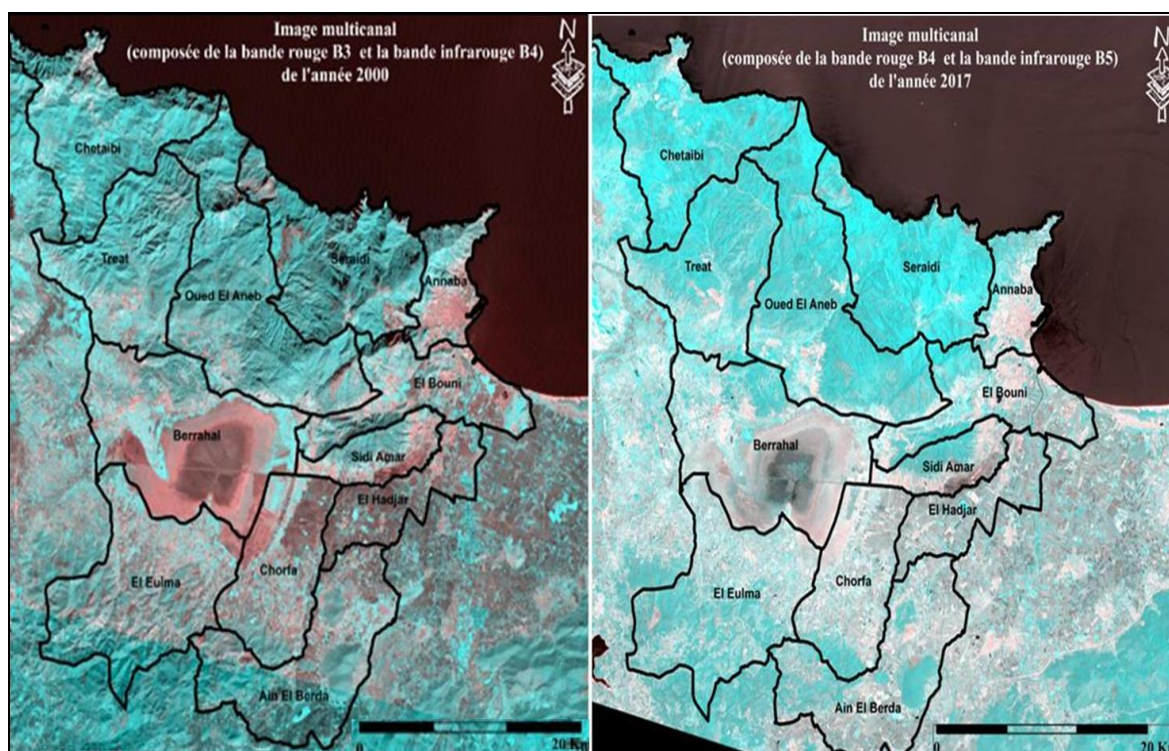 Image multicanal
(composée de la bande rouge B3 et la bande infrarouge B4)
de l'année 2000
N
Chetaibi
Treat
Oued El Aneb
Seraidi
Annaba
El Bouni
Berrahal
Sidi Amar
El Hadjar
El Eulma
Chorfa
Ain El Berda
0 20 Km
Image multicanal
(composée de la bande rouge B4 et la bande infrarouge B5)
de l'année 2017
N
Chetaibi
Treat
Oued El Aneb
Seraidi
Annaba
El Bouni
Berrahal
Sidi Amar
El Hadjar
El Eulma
Chorfa
Ain El Berda
0 20